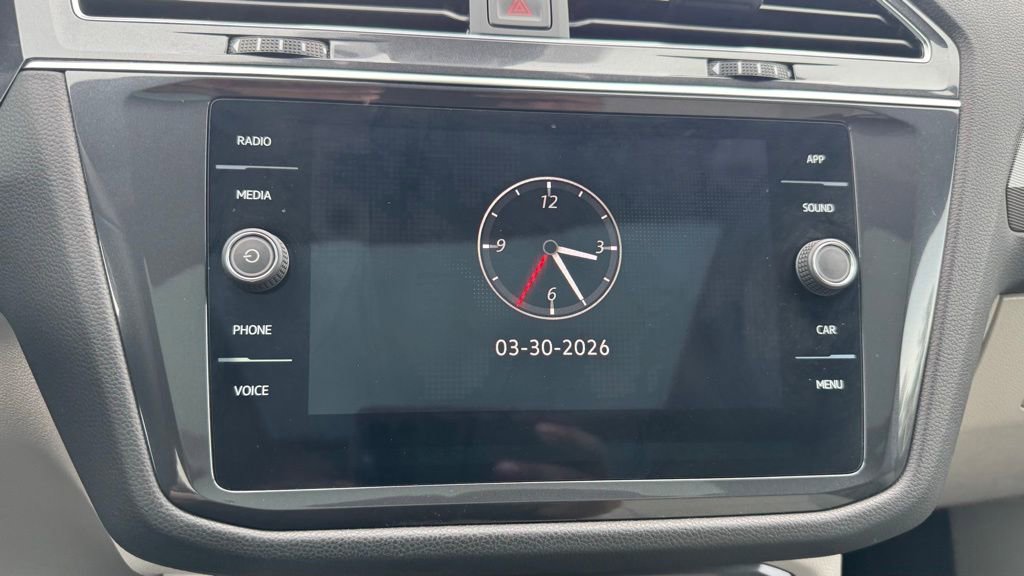 RADIO
MEDIA
PHONE
VOICE
12
9
3
6
03-30-2026
APP
SOUND
CAR
MENU